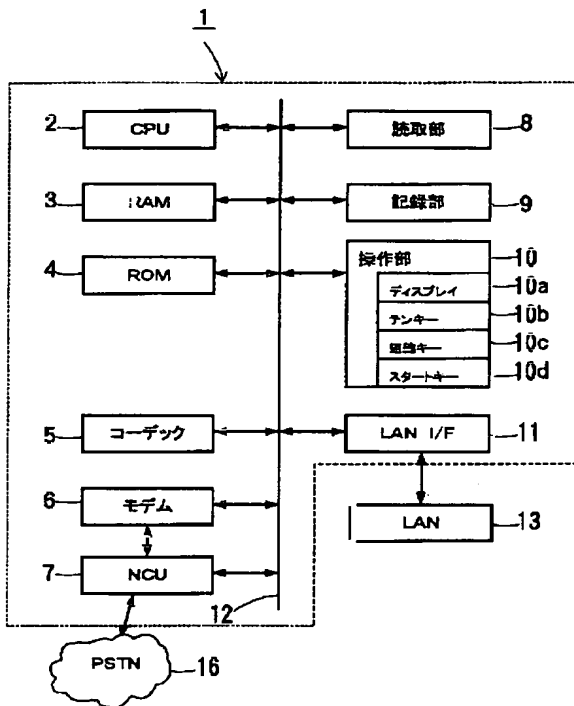 1
2 CPU
読取部 8
3 RAM
記録部 9
4 ROM
操作部 10
ディスプレイ 10a
テンキー 10b
10c
スタートキー 10d
5 コーデック
LAN I/F 11
6 モデム
LAN 13
7 NCU
12
PSTN 16